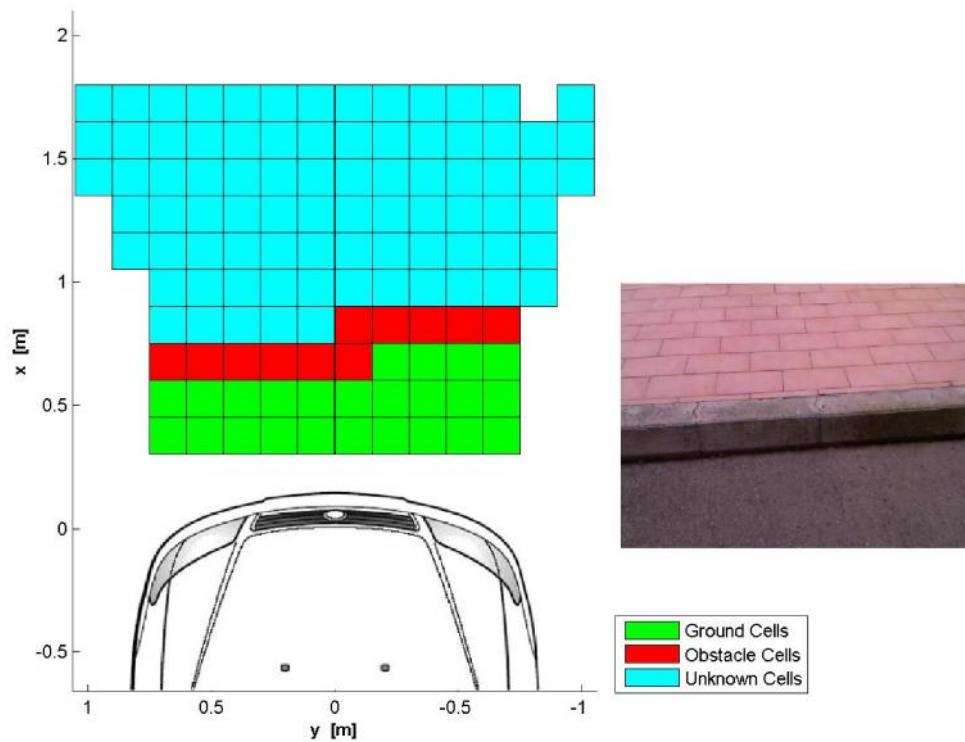 2
1.5
1
0.5
0
-0.5
x [m]
1
0.5
0
-0.5
-1
y [m]
Ground Cells
Obstacle Cells
Unknown Cells